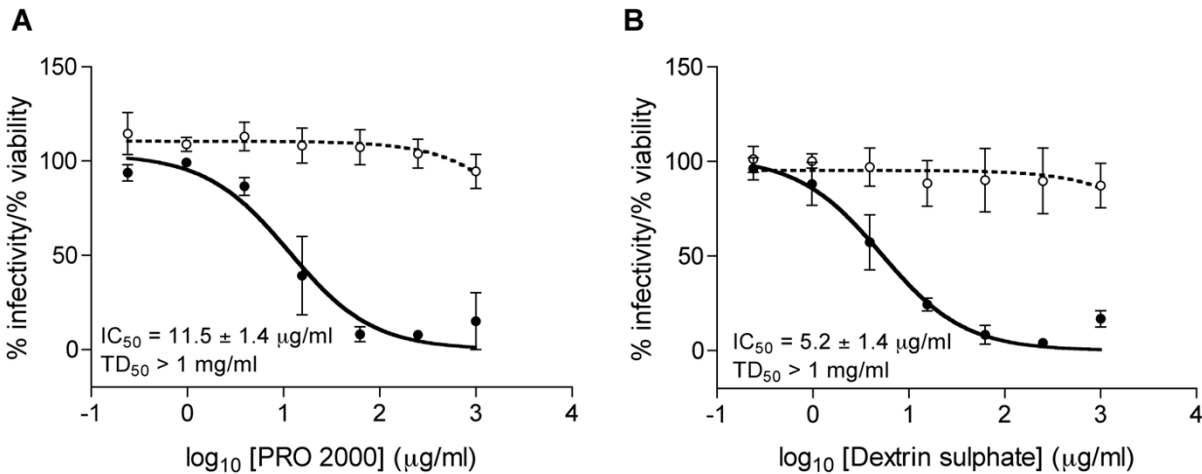 A
% infectivity/% viability
150
100
50
0
IC50 = 11.5 ± 1.4 μg/ml
TD50 > 1 mg/ml
-1 0 1 2 3 4
log10 [PRO 2000] (μg/ml)
B
% infectivity/% viability
150
100
50
0
IC50 = 5.2 ± 1.4 μg/ml
TD50 > 1 mg/ml
-1 0 1 2 3 4
log10 [Dextrin sulphate] (μg/ml)